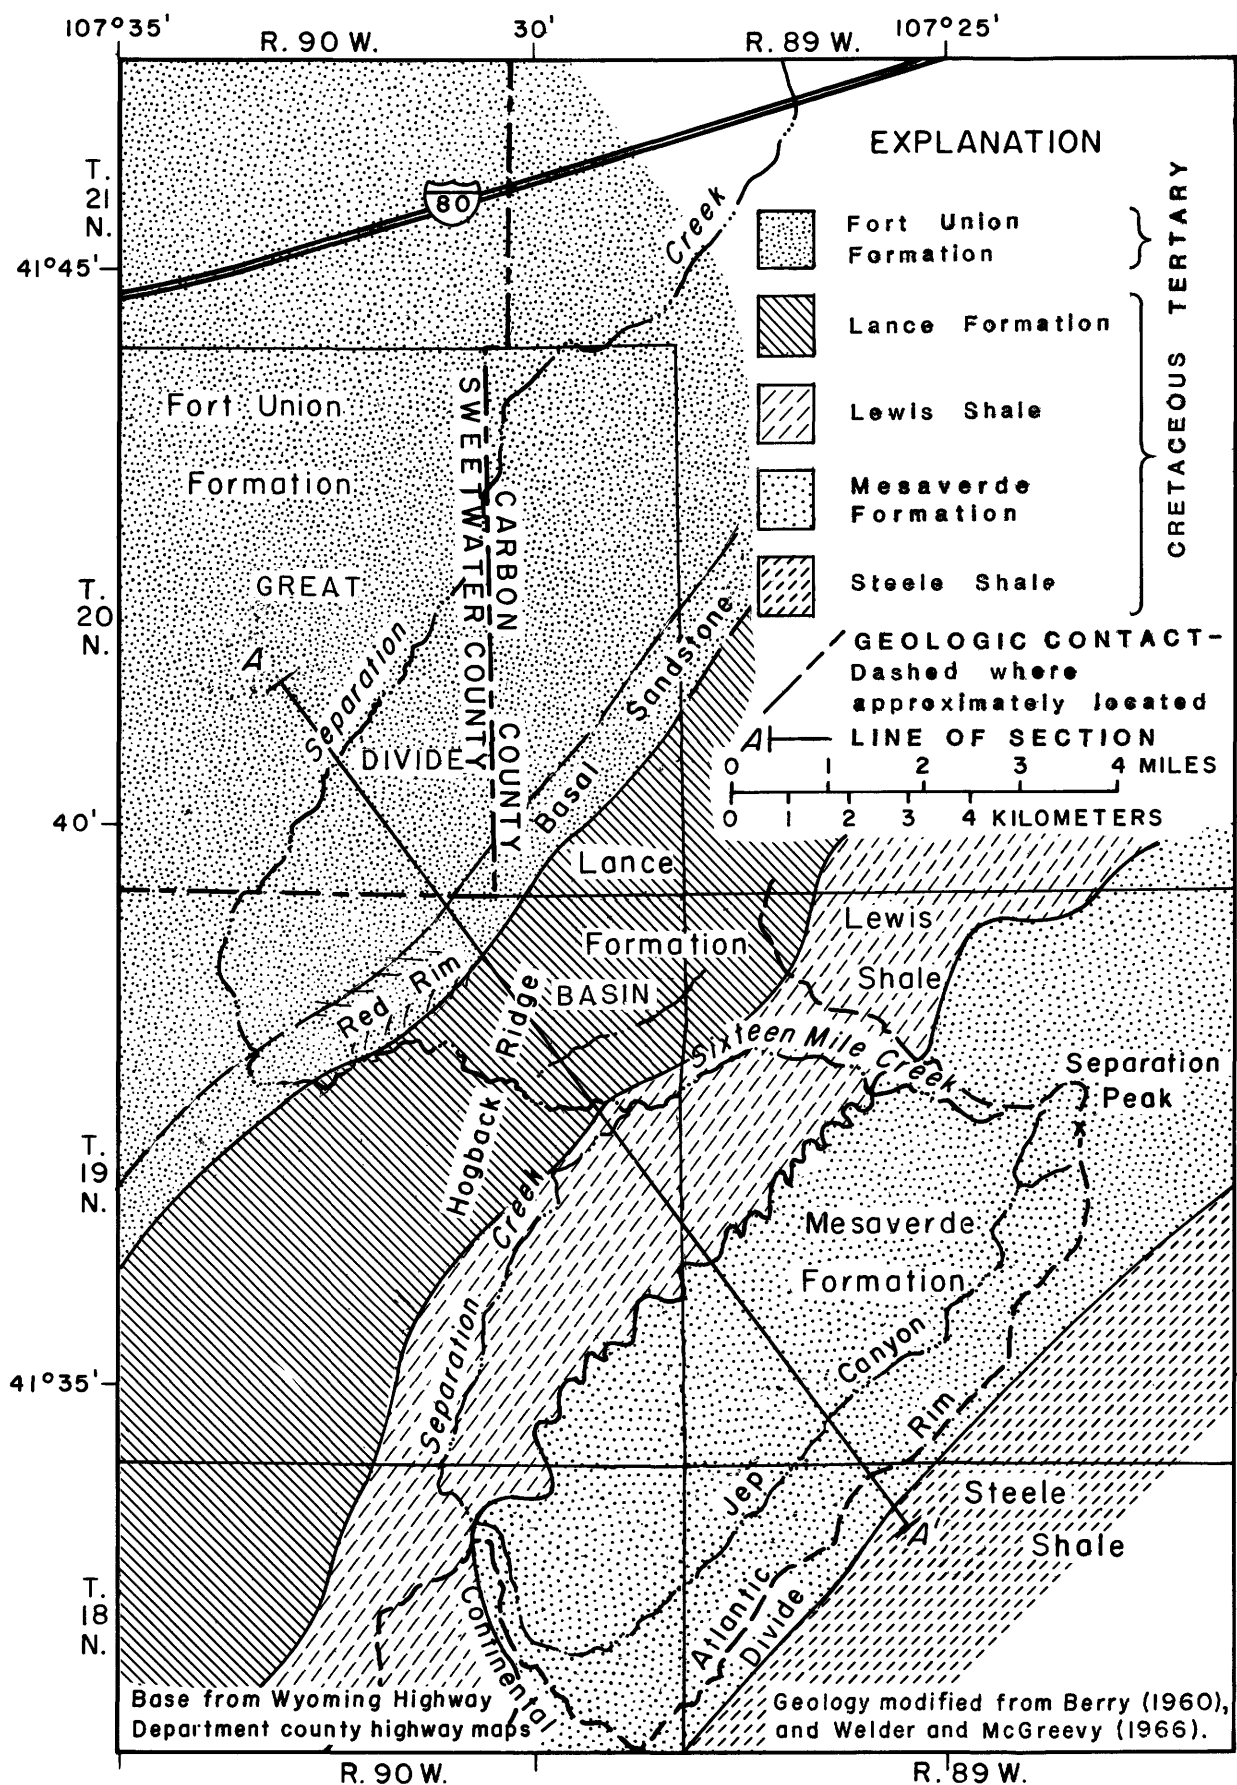 107°35'
30'
107°25'
R. 90 W.
R. 89 W.
EXPLANATION
T.
21
N.
80
Creek
41°45'
Fort Union
Formation
TERTIARY
Lance Formation
Lewis Shale
Mesaverde
Formation
Steele Shale
CRETACEOUS
GEOLOGIC CONTACT-
Dashed where
approximately located
A
LINE OF SECTION
0 1 2 3 4 MILES
0 1 2 3 4 KILOMETERS
Fort Union
Formation
SWEETWATER COUNTY
CARBON COUNTY
GREAT
T.
20
N.
A
Separation
DIVIDE
Basal Sandstone
40'
Lance
Formation
BASIN
Lewis
Shale
Red Rim
Hogback Ridge
Sixteen Mile Creek
Separation
Peak
x
T.
19
N.
Separation Creek
Mesaverde
Formation
41°35'
Canyon
Rim
Jep
Steele
Shale
A'
T.
18
N.
Continental
Atlantic
Divide
Base from Wyoming Highway
Department county highway maps
Geology modified from Berry (1960),
and Welder and McGreevy (1966).
R. 90 W.
R. 89 W.